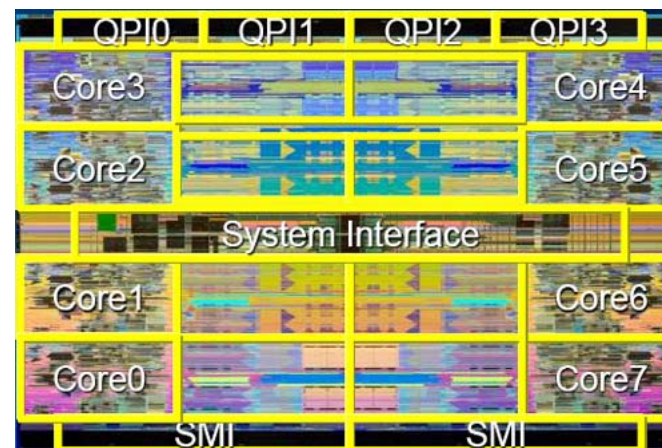 QPI0 QPI1 QPI2 QPI3
Core3 Core4
Core2 Core5
System Interface
Core1 Core6
Core0 Core7
SMI SMI